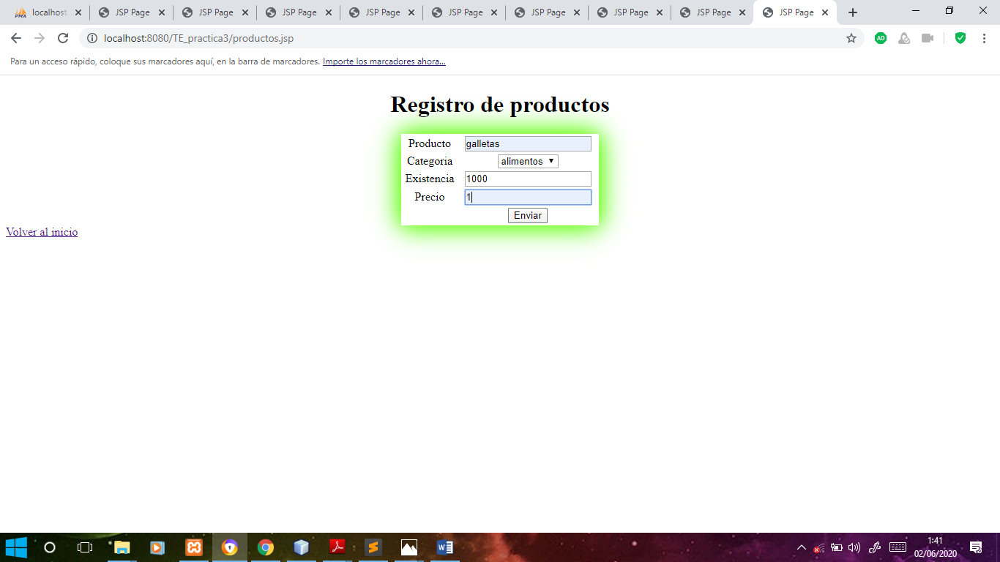 localhost JSP Page JSP Page JSP Page JSP Page JSP Page JSP Page JSP Page JSP Page JSP Page
localhost:8080/TE_practica3/productos.jsp
AD
Para un acceso rápido, coloque sus marcadores aquí, en la barra de marcadores. Importe los marcadores ahora...
Registro de productos
Producto galletas
Categoria alimentos
Existencia 1000
Precio 1
Enviar
Volver al inicio
1:41
02/06/2020